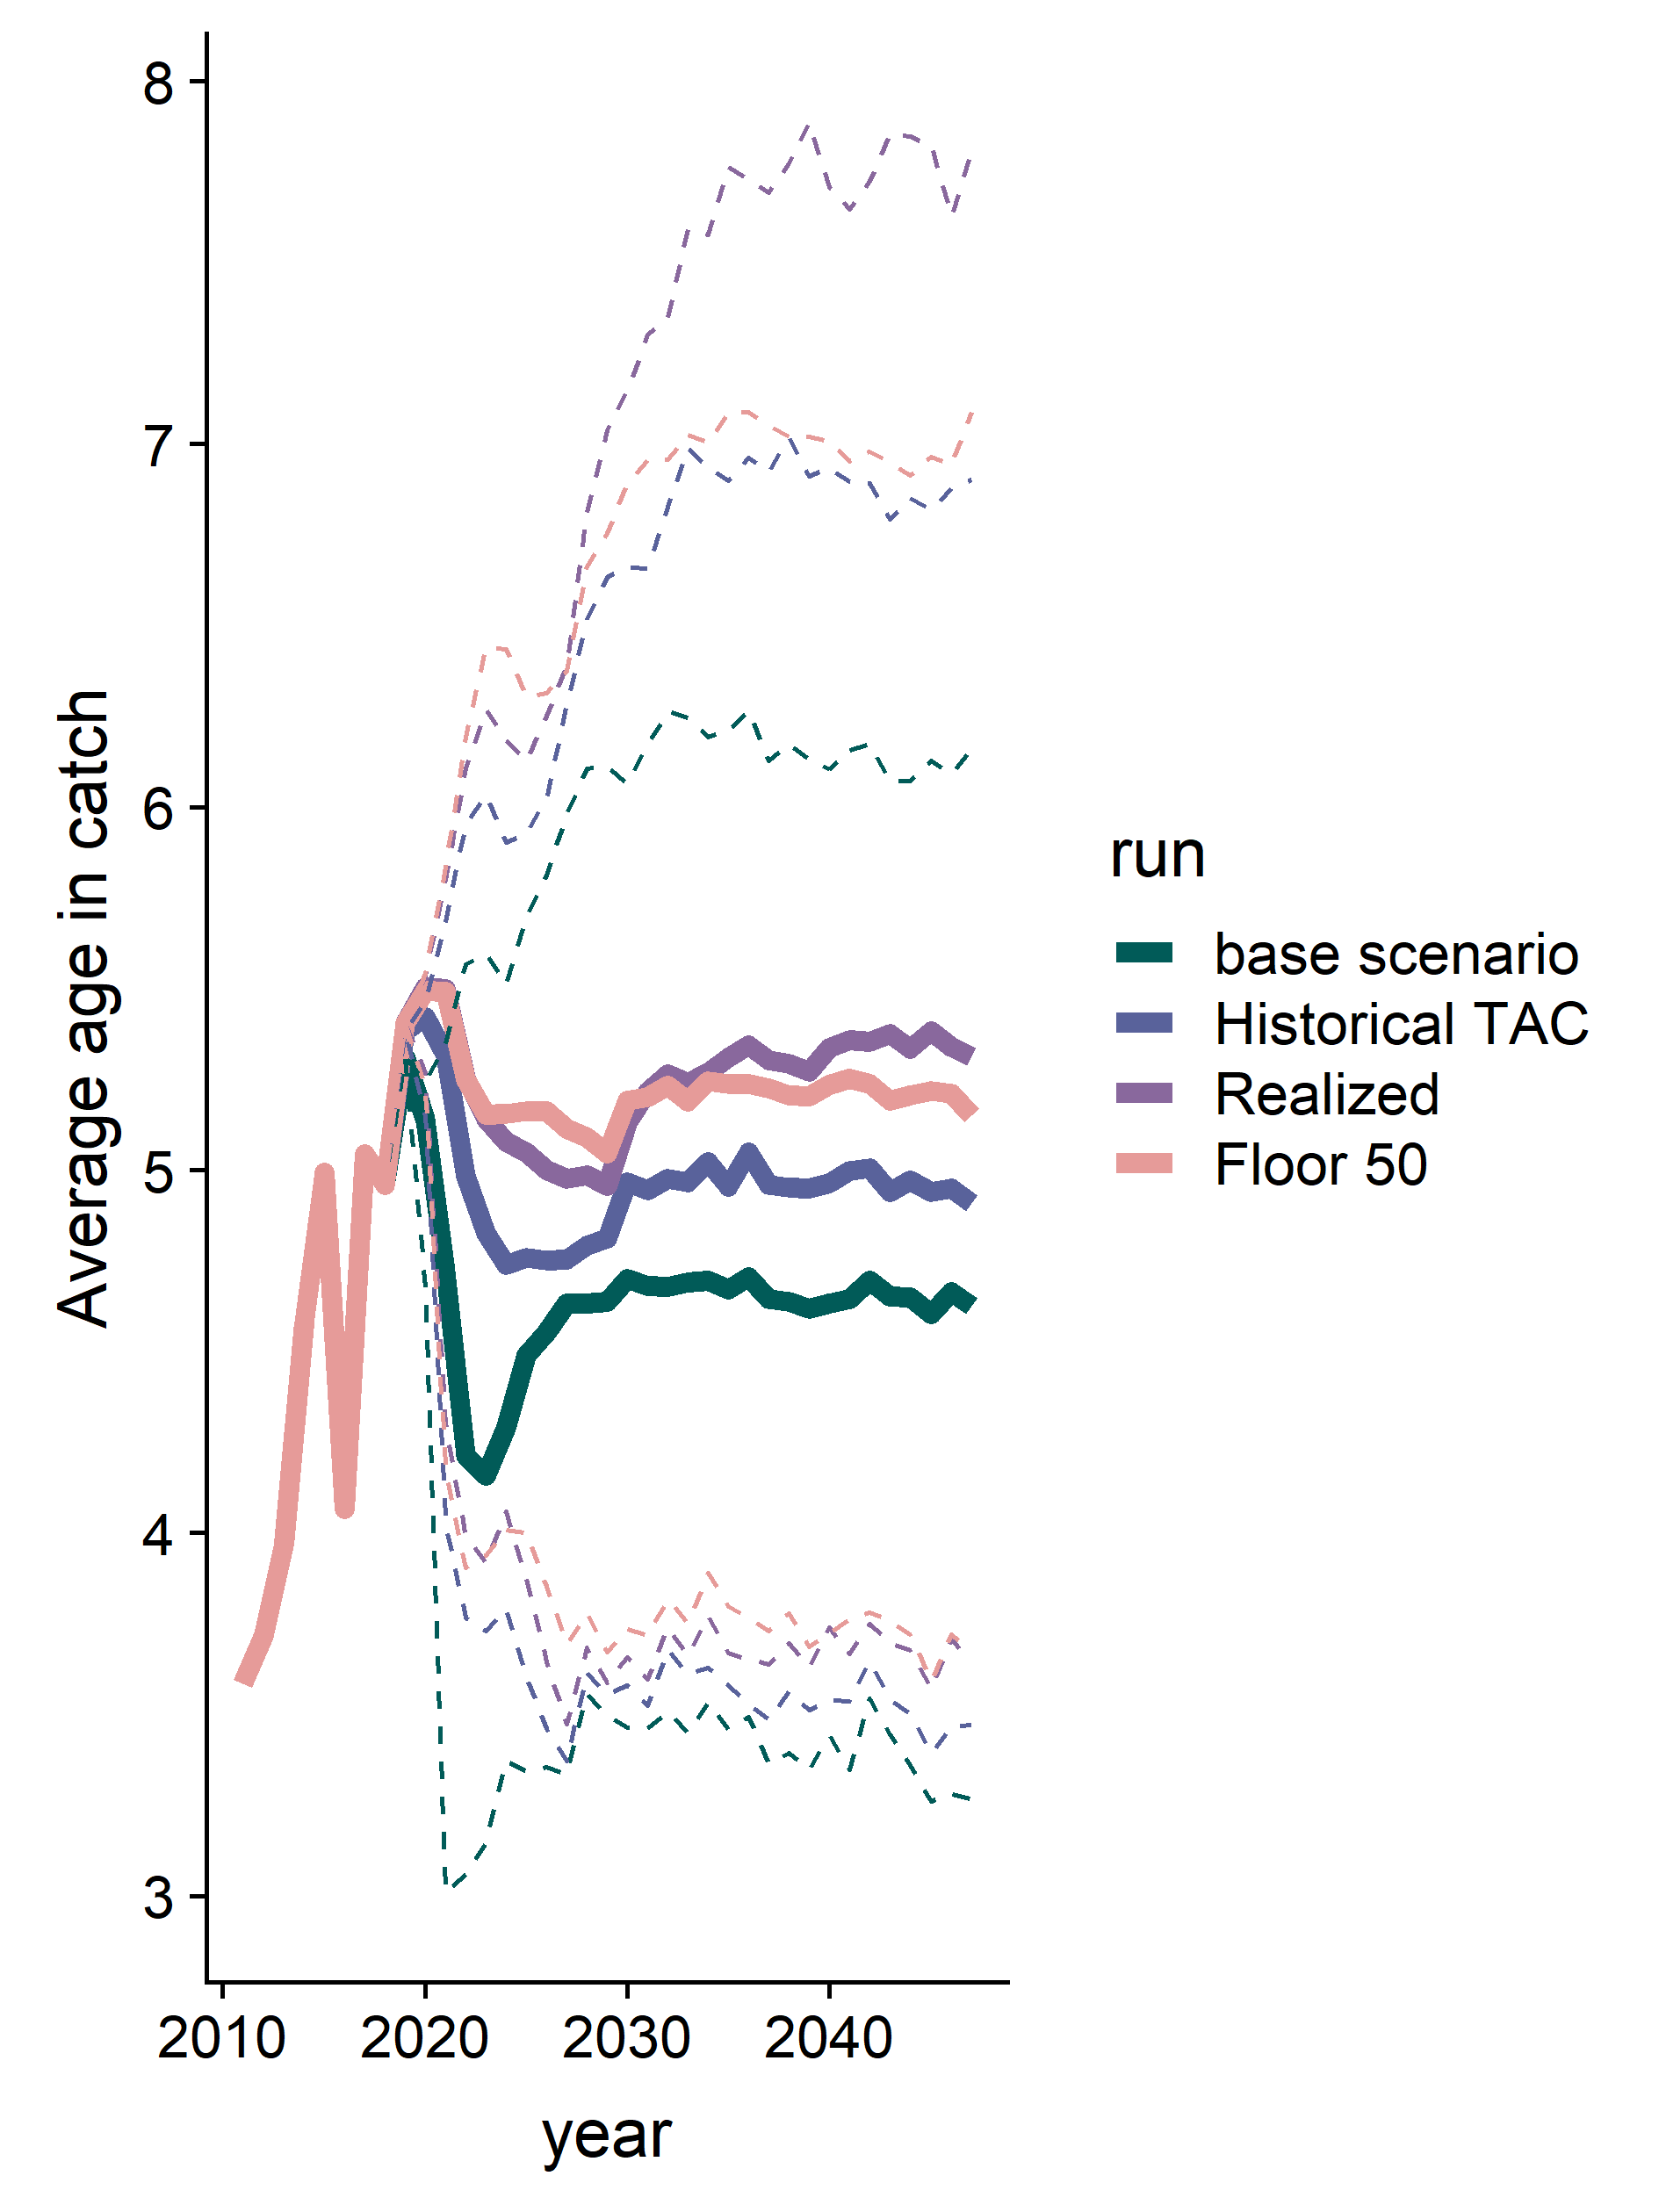 Average age in catch
8
7
6
5
4
3
2010 2020 2030 2040
year
run
base scenario
Historical TAC
Realized
Floor 50